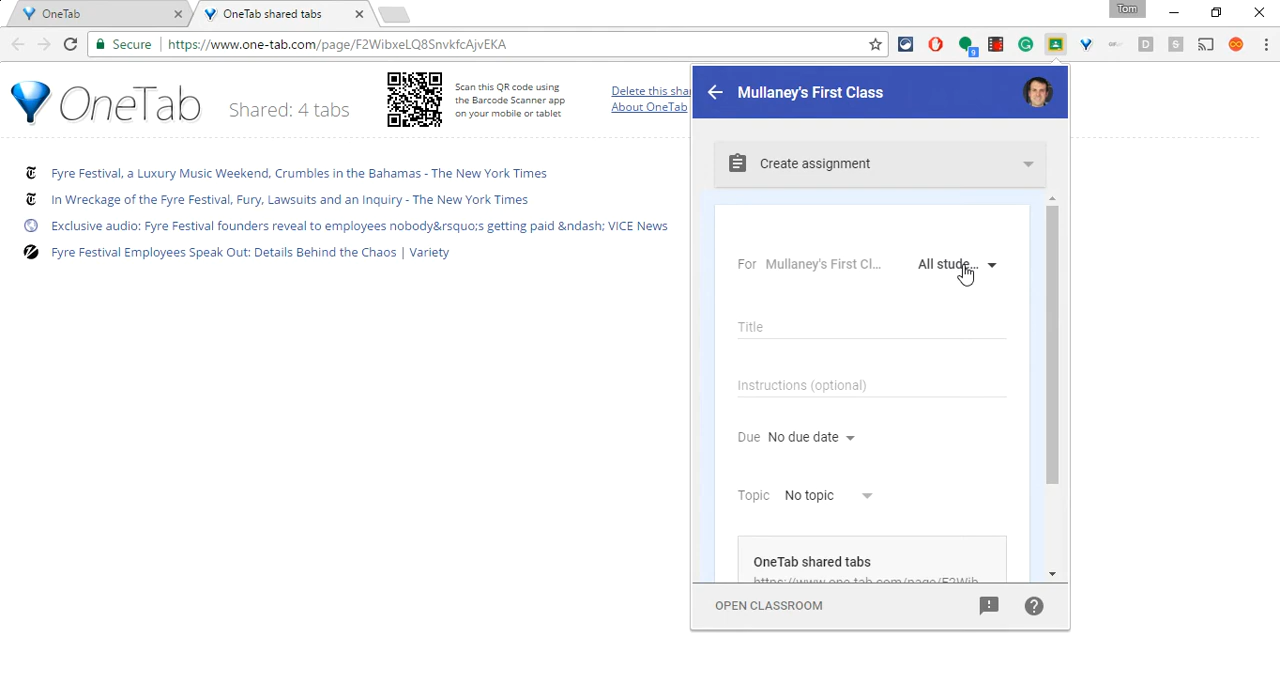 OneTab
OneTab shared tabs
Tom
Secure
https://www.one-tab.com/page/F2WibxeLQ8SnvkfcAjvEKA
9
D
S
OneTab
Shared: 4 tabs
Scan this QR code using
the Barcode Scanner app
on your mobile or tablet
Delete this shar
About OneTab
Fyre Festival, a Luxury Music Weekend, Crumbles in the Bahamas - The New York Times
In Wreckage of the Fyre Festival, Fury, Lawsuits and an Inquiry - The New York Times
Exclusive audio: Fyre Festival founders reveal to employees nobody&rsquo;s getting paid &ndash; VICE News
Fyre Festival Employees Speak Out: Details Behind the Chaos | Variety
Mullaney's First Class
Create assignment
For Mullaney's First Cl... All stude...
Title
Instructions (optional)
Due No due date
Topic No topic
OneTab shared tabs
https://www.one-tab.com/page/F2Wib
OPEN CLASSROOM